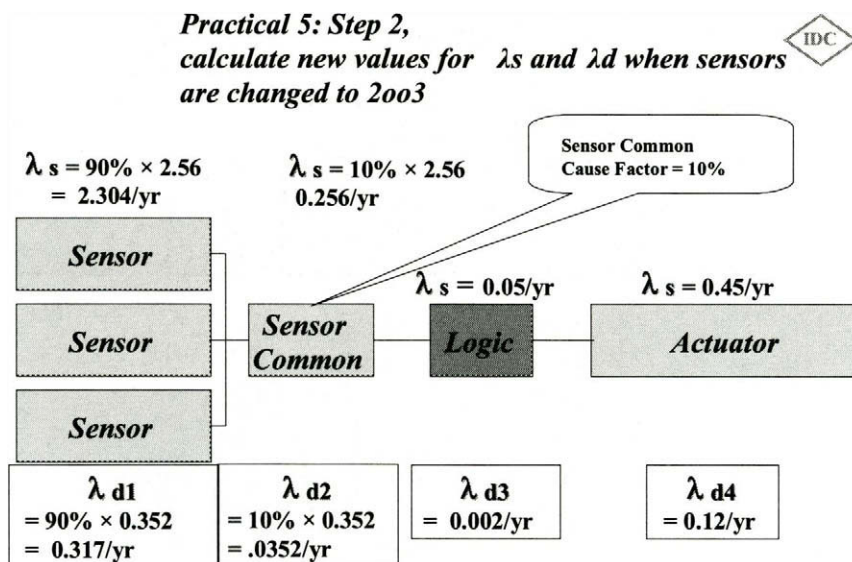 Practical 5: Step 2,
calculate new values for λs and λd when sensors
are changed to 2oo3
IDC
Sensor Common
Cause Factor = 10%
λ s = 90% × 2.56
= 2.304/yr
λ s = 10% × 2.56
0.256/yr
Sensor
λ s = 0.05/yr
λ s = 0.45/yr
Sensor
Sensor
Common
Logic
Actuator
Sensor
λ d1
= 90% × 0.352
= 0.317/yr
λ d2
= 10% × 0.352
= .0352/yr
λ d3
= 0.002/yr
λ d4
= 0.12/yr